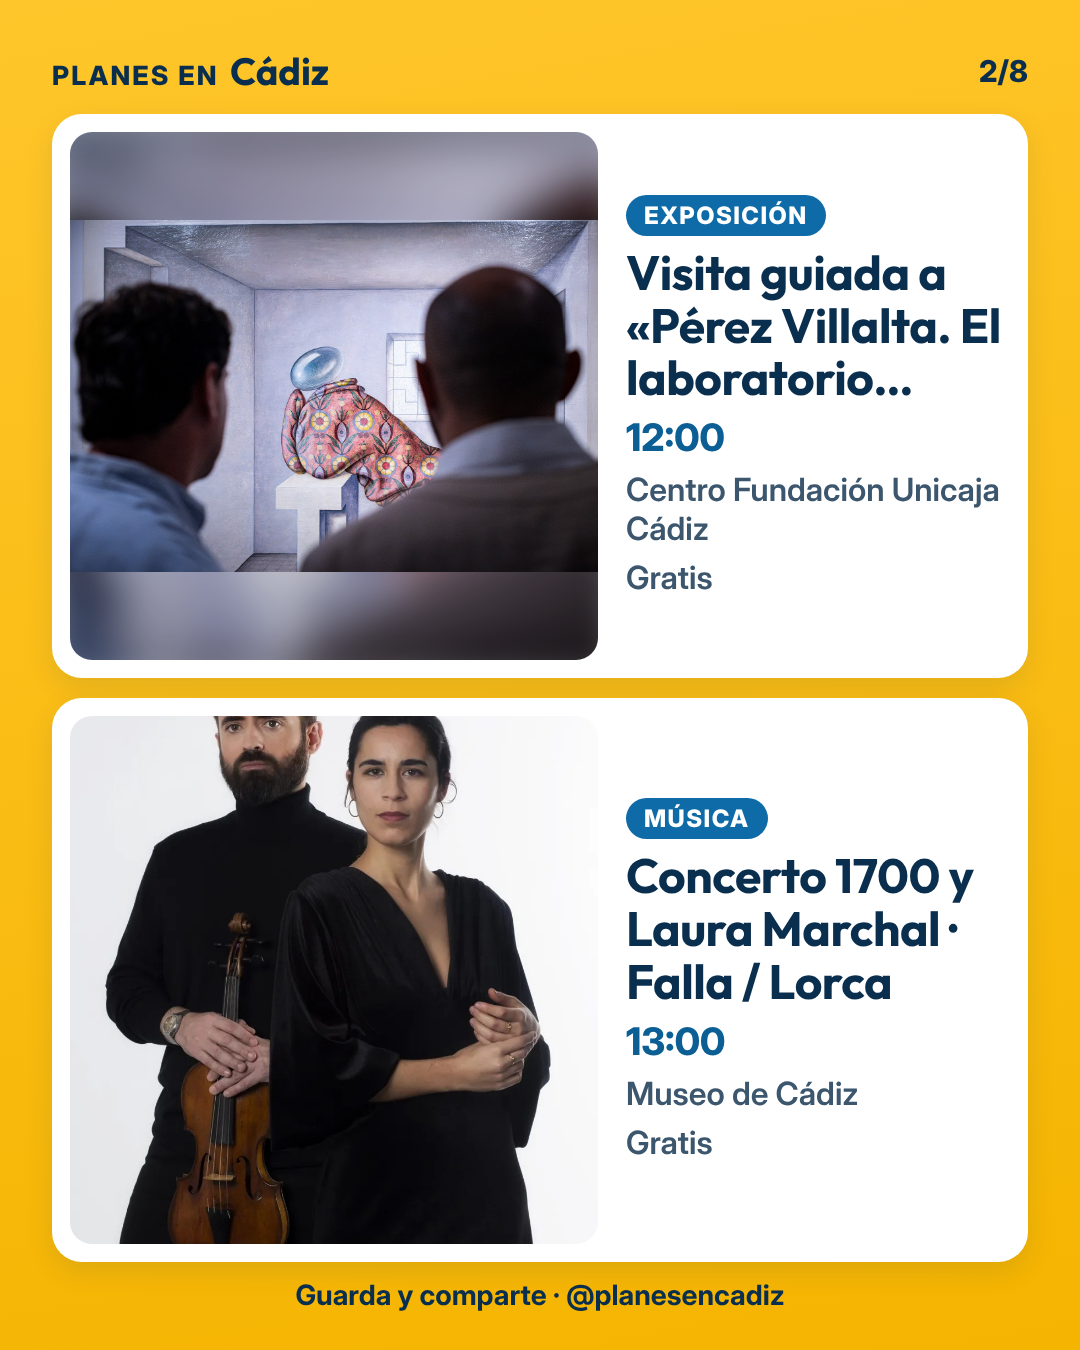 PLANES EN Cádiz
2/8
EXPOSICIÓN
Visita guiada a
«Pérez Villalta. El
laboratorio...
12:00
Centro Fundación Unicaja
Cádiz
Gratis
MÚSICA
Concerto 1700 y
Laura Marchal ·
Falla / Lorca
13:00
Museo de Cádiz
Gratis
Guarda y comparte · @planesencadiz